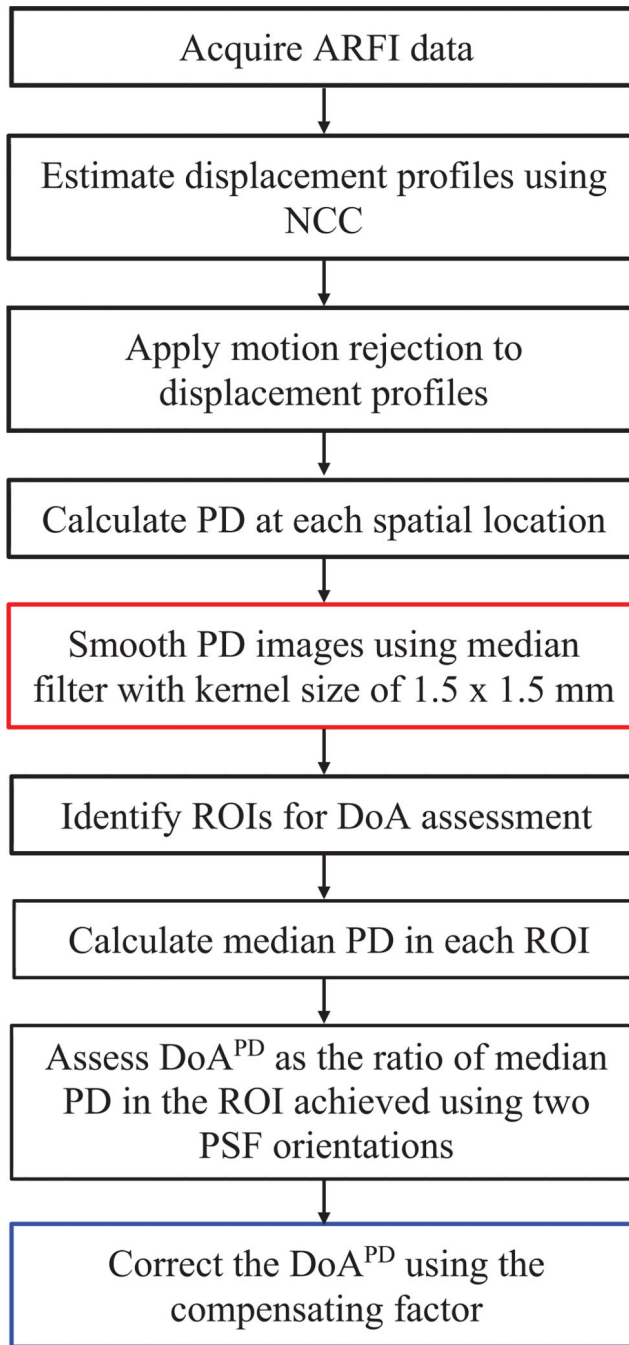 Acquire ARFI data
Estimate displacement profiles using
NCC
Apply motion rejection to
displacement profiles
Calculate PD at each spatial location
Smooth PD images using median
filter with kernel size of 1.5 x 1.5 mm
Identify ROIs for DoA assessment
Calculate median PD in each ROI
Assess DoA^PD as the ratio of median
PD in the ROI achieved using two
PSF orientations
Correct the DoA^PD using the
compensating factor